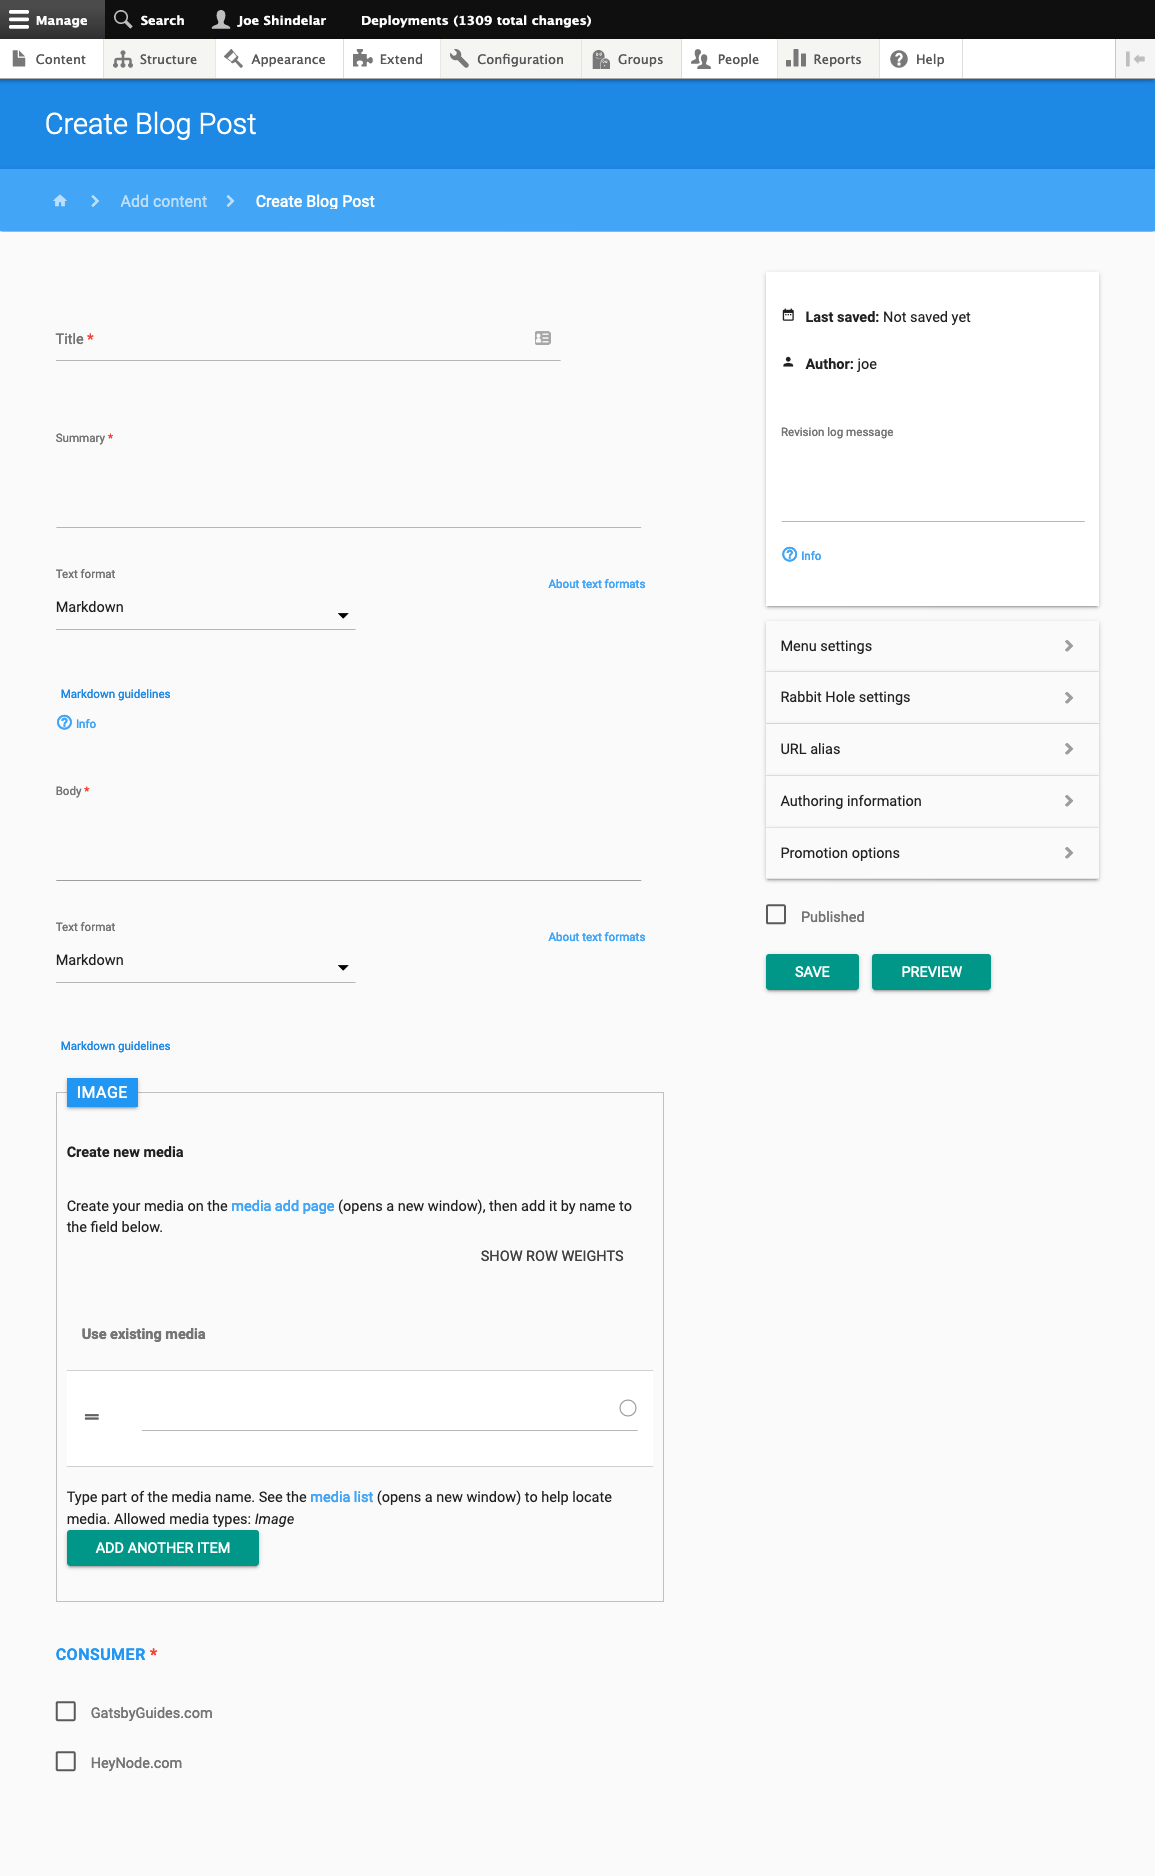 Manage Search Joe Shindelar Deployments (1309 total changes)
Content Structure Appearance Extend Configuration Groups People Reports Help
Create Blog Post
Add content Create Blog Post
Title *
Summary *
Text format
About text formats
Markdown
Markdown guidelines
Info
Body *
Text format
About text formats
Markdown
Markdown guidelines
IMAGE
Create new media
Create your media on the media add page (opens a new window), then add it by name to
the field below.
SHOW ROW WEIGHTS
Use existing media
Type part of the media name. See the media list (opens a new window) to help locate
media. Allowed media types: Image
ADD ANOTHER ITEM
CONSUMER *
GatsbyGuides.com
HeyNode.com
Last saved: Not saved yet
Author: joe
Revision log message
Info
Menu settings
Rabbit Hole settings
URL alias
Authoring information
Promotion options
Published
SAVE PREVIEW